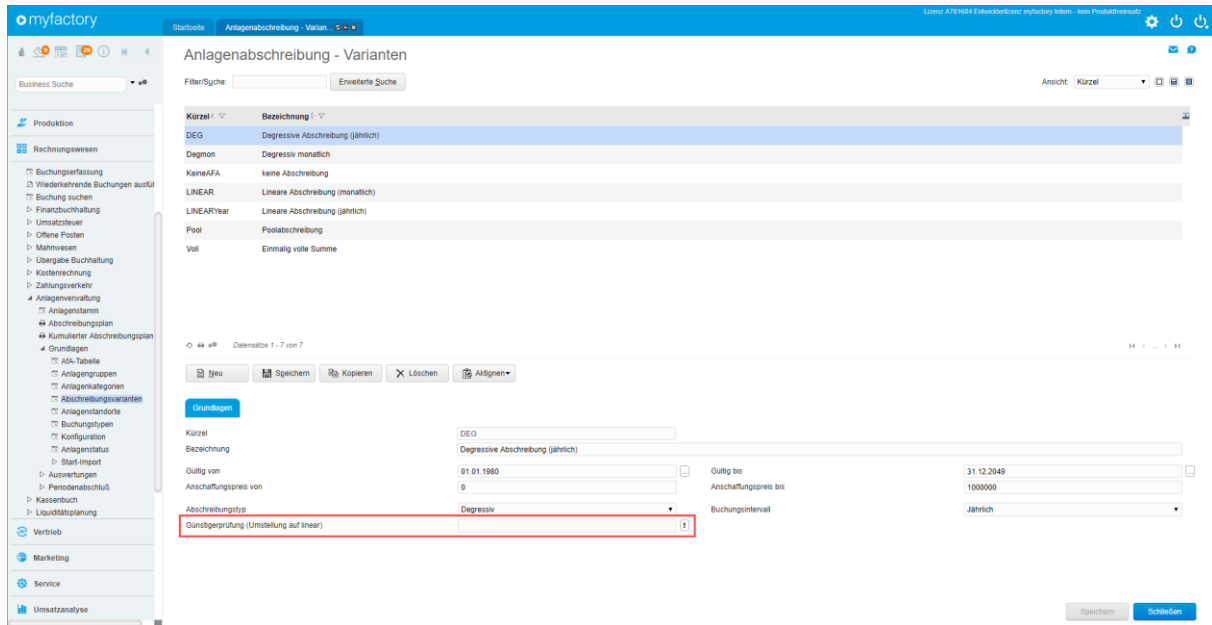 myfactory
Startseite
Anlagenabschreibung - Varian...
Lizenz A761604 Entwicklerlizenz myfactory Intern - kein Produktiveinsatz
Business Suche
Produktion
Rechnungswesen
Buchungserfassung
Wiederkehrende Buchungen ausfüh
Buchung suchen
Finanzbuchhaltung
Umsatzsteuer
Offene Posten
Mahnwesen
Übergabe Buchhaltung
Kostenrechnung
Zahlungsverkehr
Anlagenverwaltung
Anlagenstamm
Abschreibungsplan
Kumulierter Abschreibungsplan
Grundlagen
AfA-Tabelle
Anlagengruppen
Anlagenkategorien
Abschreibungsvarianten
Anlagenstandorte
Buchungstypen
Konfiguration
Anlagenstatus
Start-Import
Auswertungen
Periodenabschluß
Kassenbuch
Liquiditätsplanung
Vertrieb
Marketing
Service
Umsatzanalyse
Anlagenabschreibung - Varianten
Filter/Suche: Erweiterte Suche Ansicht: Kürzel
Kürzel Bezeichnung
DEG Degressive Abschreibung (jährlich)
Degmon Degressiv monatlich
KeineAFA keine Abschreibung
LINEAR Lineare Abschreibung (monatlich)
LINEARYear Lineare Abschreibung (jährlich)
Pool Poolabschreibung
Voll Einmalig volle Summe
Datensätze 1 - 7 von 7
Neu Speichern Kopieren Löschen Aktionen
Grundlagen
Kürzel DEG
Bezeichnung Degressive Abschreibung (jährlich)
Gültig von 01.01.1980 Gültig bis 31.12.2049
Anschaffungspreis von 0 Anschaffungspreis bis 1000000
Abschreibungstyp Degressiv Buchungsintervall Jährlich
Günstigerprüfung (Umstellung auf linear)
Speichern Schließen